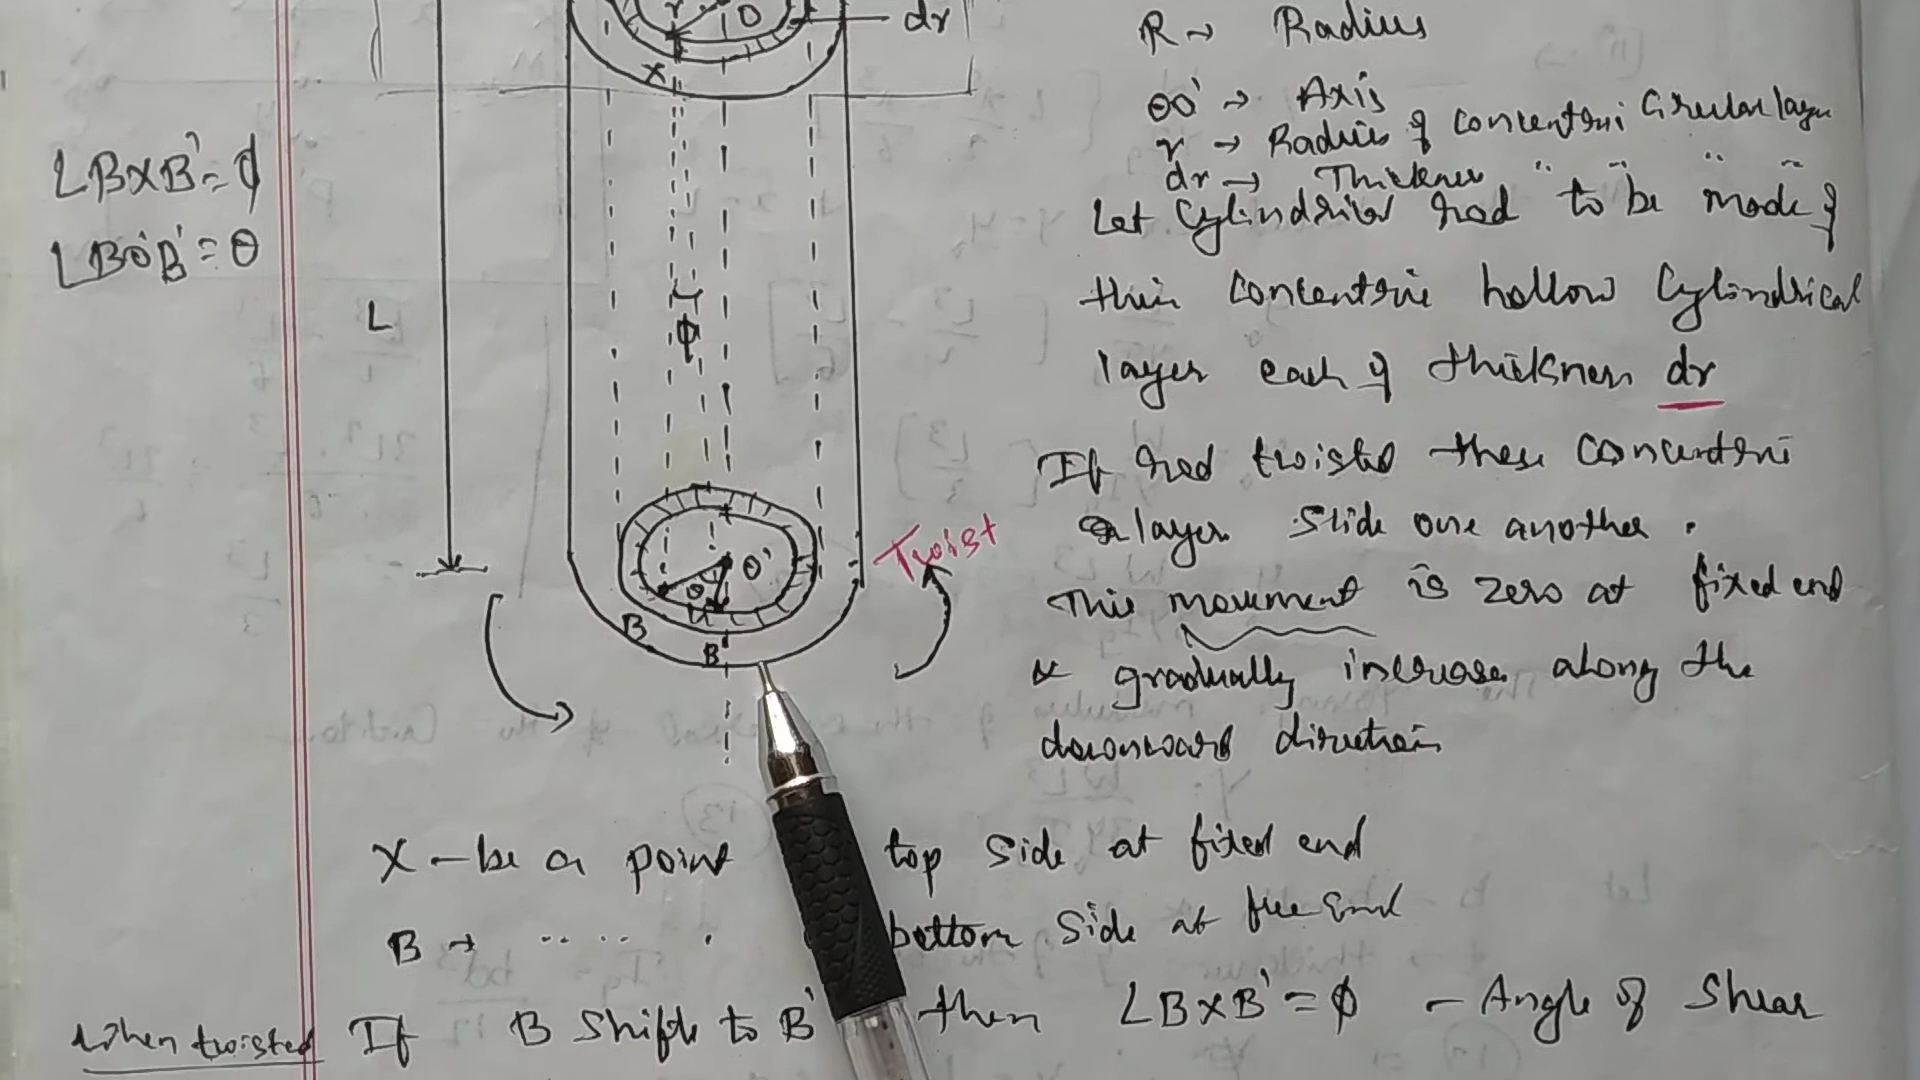 r
O
dr
X
∠BXB' = ϕ
∠BO'B' = θ
L
ϕ
O'
θ
B
B'
Twist
R → Radius
OO' → Axis
r → Radius of concentri Circular layer
dr → Thickness
Let Cylindrical rod to be made of
thin concentric hollow Cylindrical
layer each of thickness dr
If rod twisted these concentri
layer slide one another .
This movement is zero at fixed end
& gradually increase along the
downward direction
X - be a point top side at fixed end
B → .. .. . bottom side at free end
When twisted If B shift to B' then ∠BXB' = ϕ - Angle of Shear